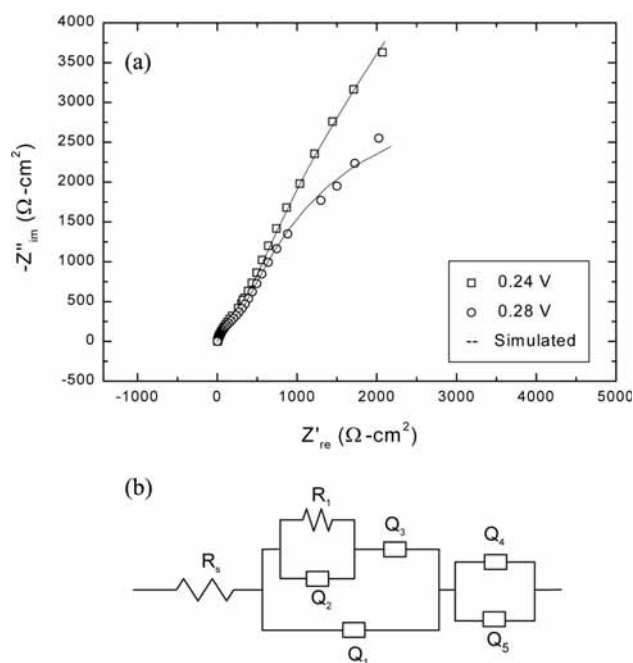 (a)
4000
3500
3000
2500
2000
1500
1000
500
0
-500
-Z''im (Ω-cm²)
0.24 V
0.28 V
-- Simulated
-1000 0 1000 2000 3000 4000 5000
Z're (Ω-cm²)
(b)
R1
Q3
Q4
Rs
Q2
Q5
Q1